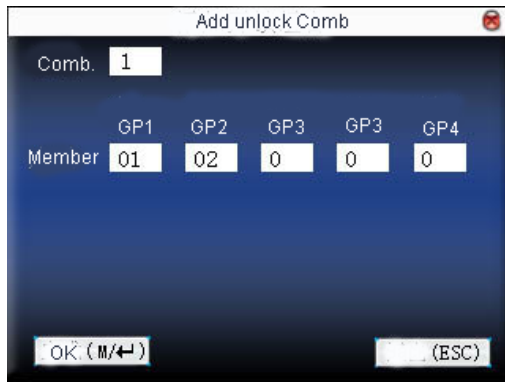 Add unlock Comb
Comb. 1
GP1 GP2 GP3 GP3 GP4
Member 01 02 0 0 0
OK (M/↵) (ESC)